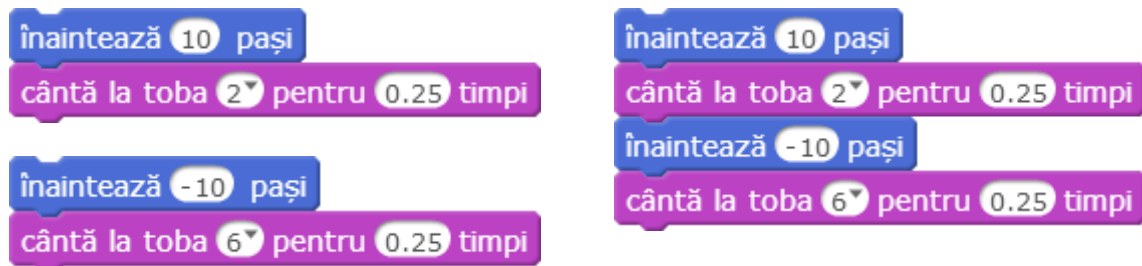 înaintează 10 pași
cântă la toba 2 pentru 0.25 timpi
înaintează -10 pași
cântă la toba 6 pentru 0.25 timpi
înaintează 10 pași
cântă la toba 2 pentru 0.25 timpi
înaintează -10 pași
cântă la toba 6 pentru 0.25 timpi